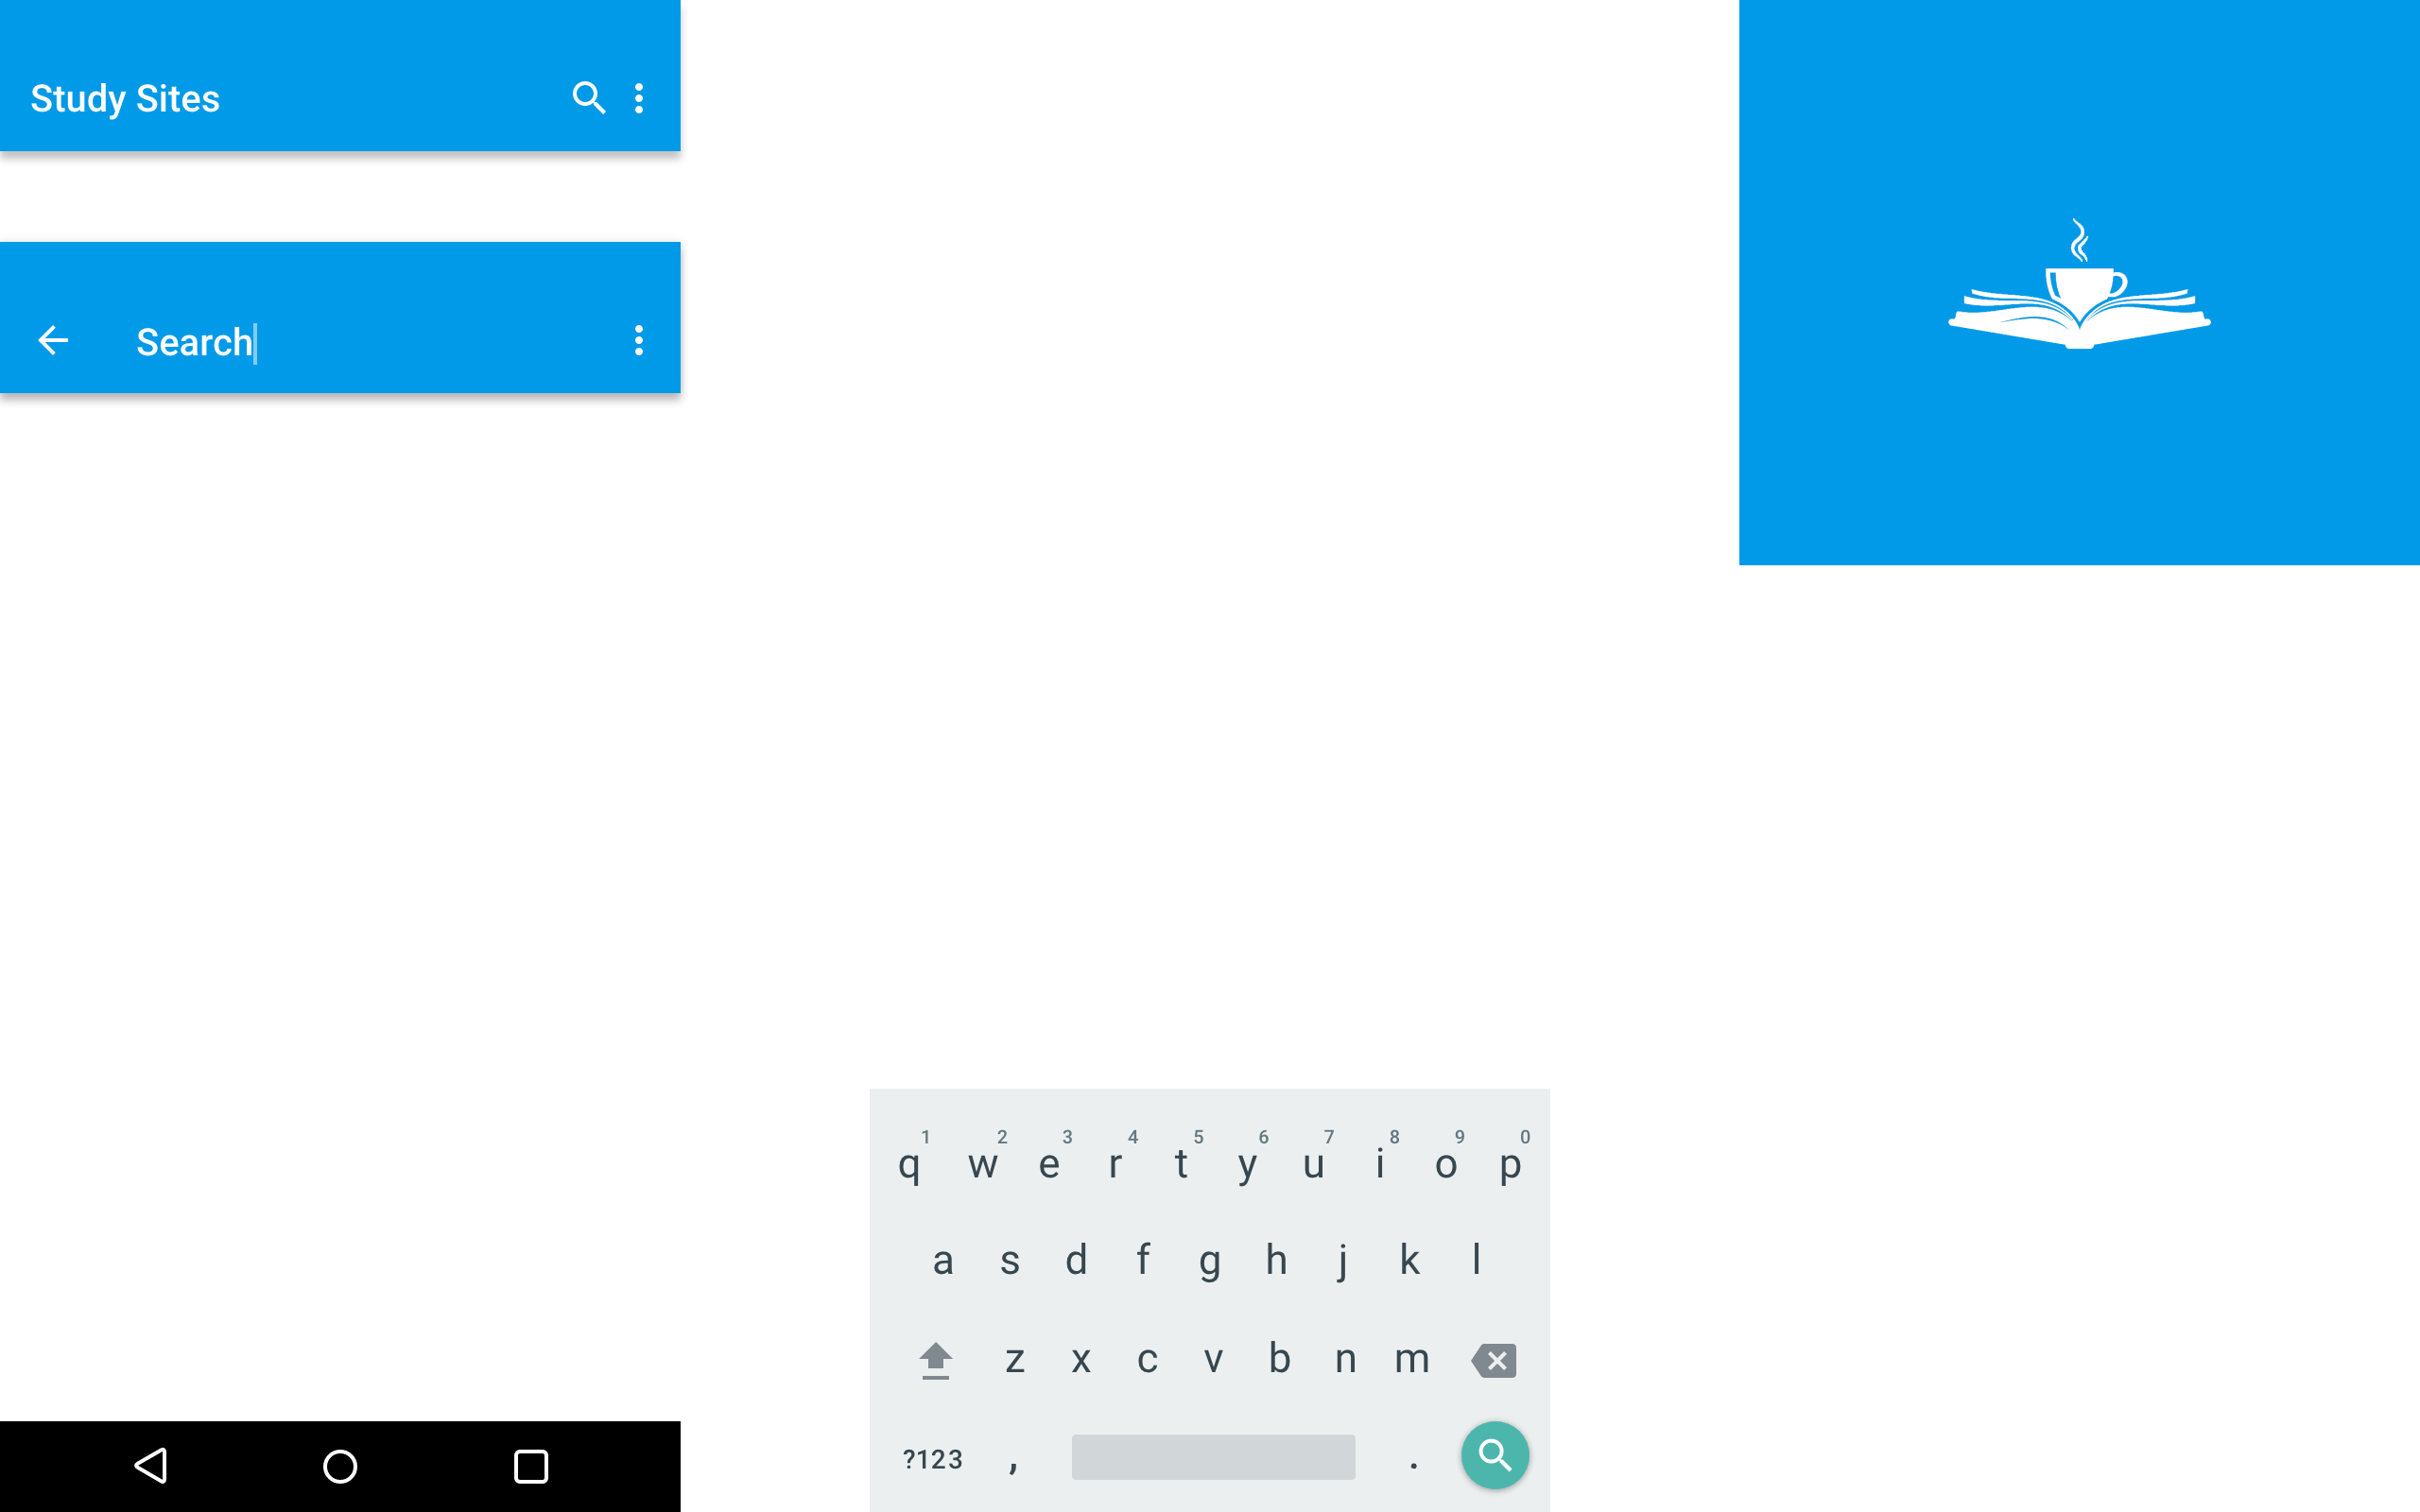 Study Sites
Search
1 2 3 4 5 6 7 8 9 0
q w e r t y u i o p
a s d f g h j k l
z x c v b n m
?123 , .